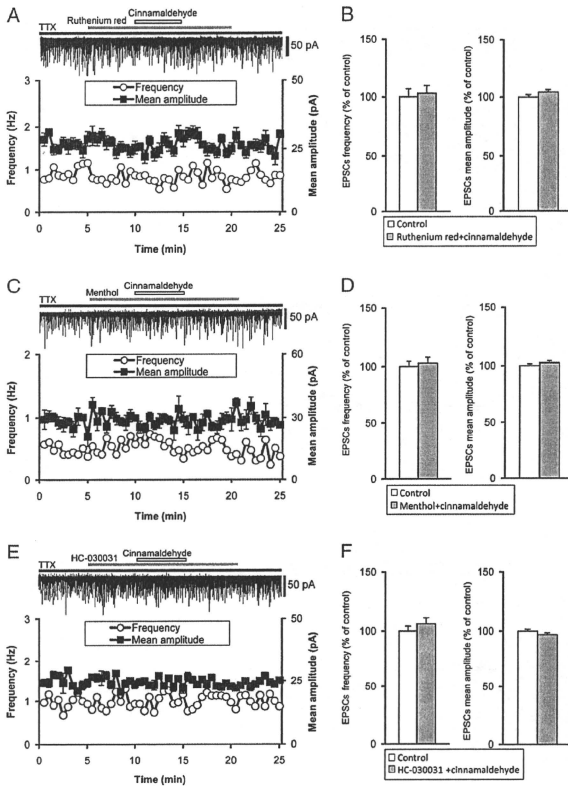 A
Cinnamaldehyde
Ruthenium red
TTX
50 pA
Frequency
Mean amplitude
Frequency (Hz)
3
2
1
0
Mean amplitude (pA)
50
25
0
0 5 10 15 20 25
Time (min)
B
EPSCs frequency (% of control)
150
100
50
EPSCs mean amplitude (% of control)
150
100
50
Control
Ruthenium red+cinnamaldehyde
C
Cinnamaldehyde
Menthol
TTX
50 pA
Frequency
Mean amplitude
Frequency (Hz)
2
1
0
Mean amplitude (pA)
60
30
0
0 5 10 15 20 25
Time (min)
D
EPSCs frequency (% of control)
150
100
50
EPSCs mean amplitude (% of control)
150
100
50
Control
Menthol+cinnamaldehyde
E
Cinnamaldehyde
HC-030031
TTX
50 pA
Frequency
Mean amplitude
Frequency (Hz)
3
2
1
0
Mean amplitude (pA)
50
25
0
0 5 10 15 20 25
Time (min)
F
EPSCs frequency (% of control)
150
100
50
EPSCs mean amplitude (% of control)
150
100
50
Control
HC-030031 +cinnamaldehyde